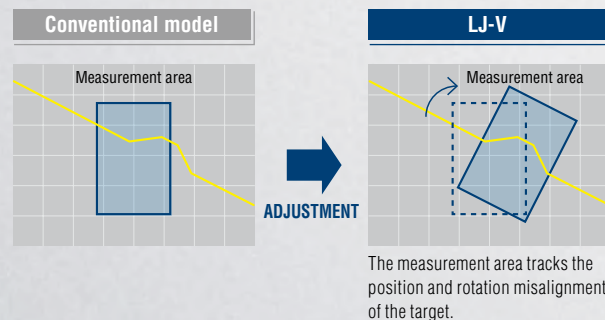 Conventional model
LJ-V
Measurement area
Measurement area
ADJUSTMENT
The measurement area tracks the
position and rotation misalignment
of the target.